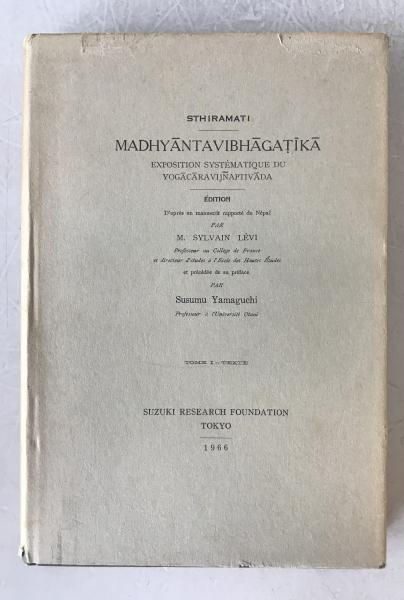 STHIRAMATI
MADHYĀNTAVIBHĀGAṬĪKĀ
EXPOSITION SYSTÉMATIQUE DU
YOGĀCĀRAVIJÑAPTIVĀDA
ÉDITION
D'après un manuscrit rapporté du Népal
PAR
M. SYLVAIN LÉVI
Professeur au Collège de France
et directeur d'études à l'Ecole des Hautes Études
et précédée de sa préface
PAR
Susumu Yamaguchi
Professeur à l'Université Otani
TOME I - TEXTE
SUZUKI RESEARCH FOUNDATION
TOKYO
1966